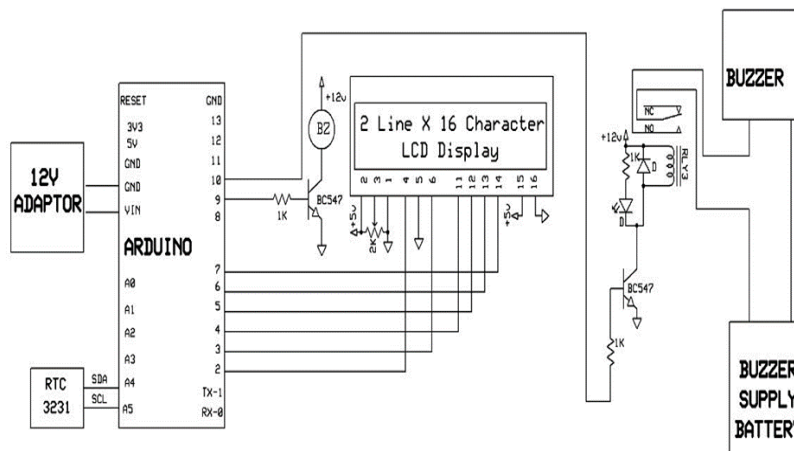 12V
ADAPTOR
RESET
3V3
5V
GND
GND
VIN
ARDUINO
A0
A1
A2
A3
A4
A5
GND
13
12
11
10
9
8
7
6
5
4
3
2
TX-1
RX-0
RTC
3231
SDA
SCL
1K
BC547
+12v
BZ
2 Line X 16 Character
LCD Display
2 3 1 4 5 6 11 12 13 14 15 16
+5v
2K
+5v
NC
NO
+12v
1K
D
RLY3
D
BC547
1K
BUZZER
BUZZER
SUPPLY
BATTERY